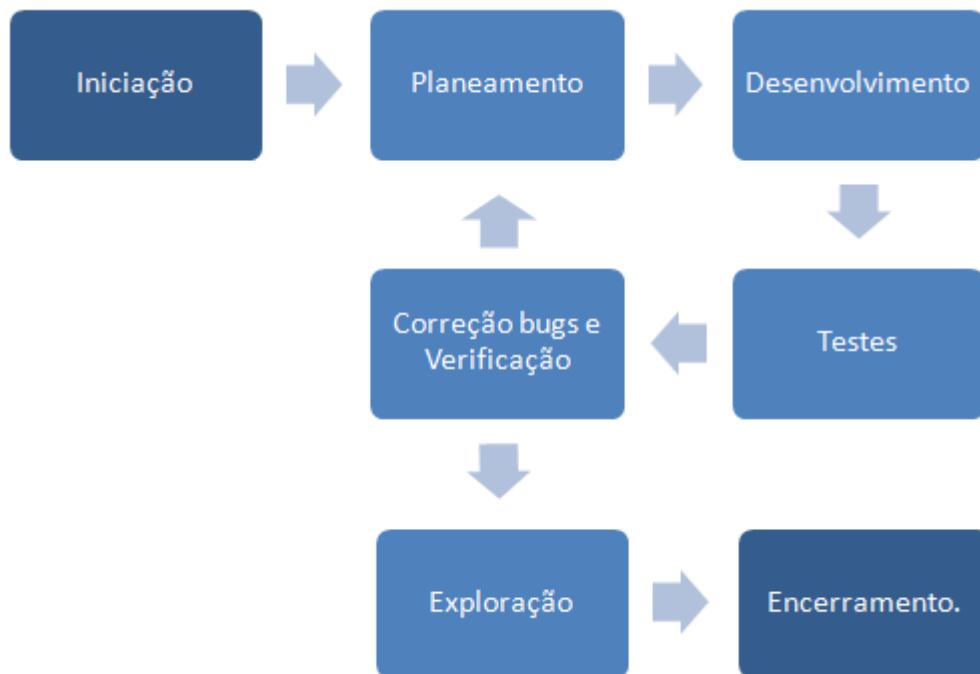 Iniciação
Planeamento
Desenvolvimento
Correção bugs e
Verificação
Testes
Exploração
Encerramento.